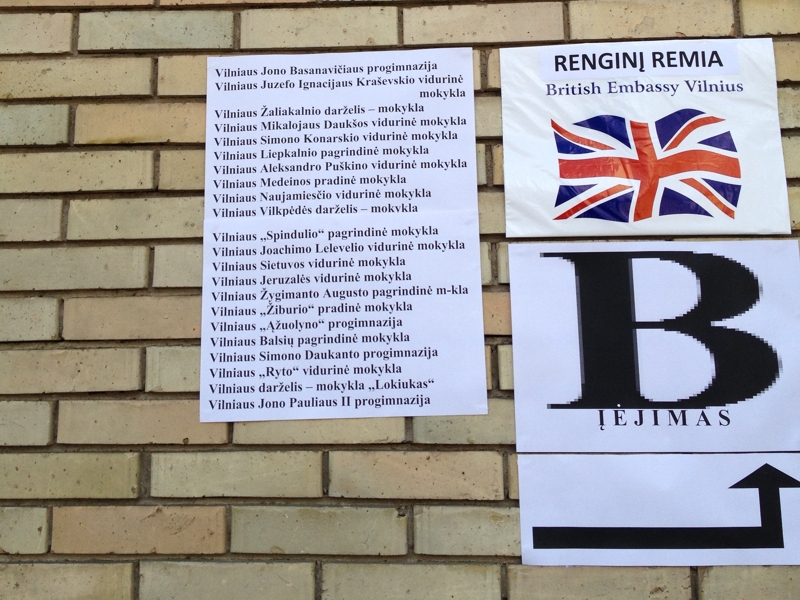 Vilniaus Jono Basanavičiaus progimnazija
Vilniaus Juzefo Ignacijaus Kraševskio vidurinė
mokykla
Vilniaus Žaliakalnio darželis – mokykla
Vilniaus Mikalojaus Daukšos vidurinė mokykla
Vilniaus Simono Konarskio vidurinė mokykla
Vilniaus Liepkalnio pagrindinė mokykla
Vilniaus Aleksandro Puškino vidurinė mokykla
Vilniaus Medeinos pradinė mokykla
Vilniaus Naujamiesčio vidurinė mokykla
Vilniaus Vilkpėdės darželis – mokykla
Vilniaus „Spindulio“ pagrindinė mokykla
Vilniaus Joachimo Lelevelio vidurinė mokykla
Vilniaus Sietuvos vidurinė mokykla
Vilniaus Jeruzalės vidurinė mokykla
Vilniaus Žygimanto Augusto pagrindinė m-kla
Vilniaus „Žiburio“ pradinė mokykla
Vilniaus „Ąžuolyno“ progimnazija
Vilniaus Balsių pagrindinė mokykla
Vilniaus Simono Daukanto progimnazija
Vilniaus „Ryto“ vidurinė mokykla
Vilniaus darželis – mokykla „Lokiukas“
Vilniaus Jono Pauliaus II progimnazija
RENGINĮ REMIA
British Embassy Vilnius
B
ĮĖJIMAS